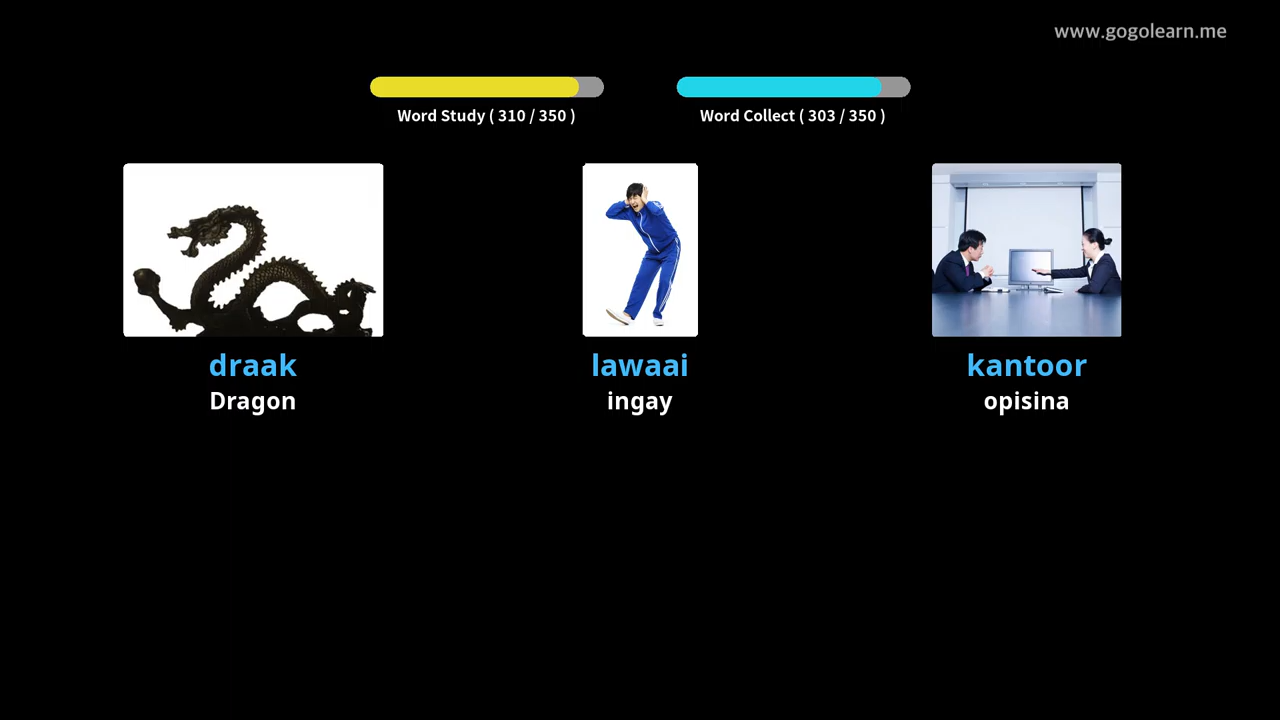 www.gogolearn.me
Word Study ( 310 / 350 )
Word Collect ( 303 / 350 )
draak
Dragon
lawaai
ingay
kantoor
opisina